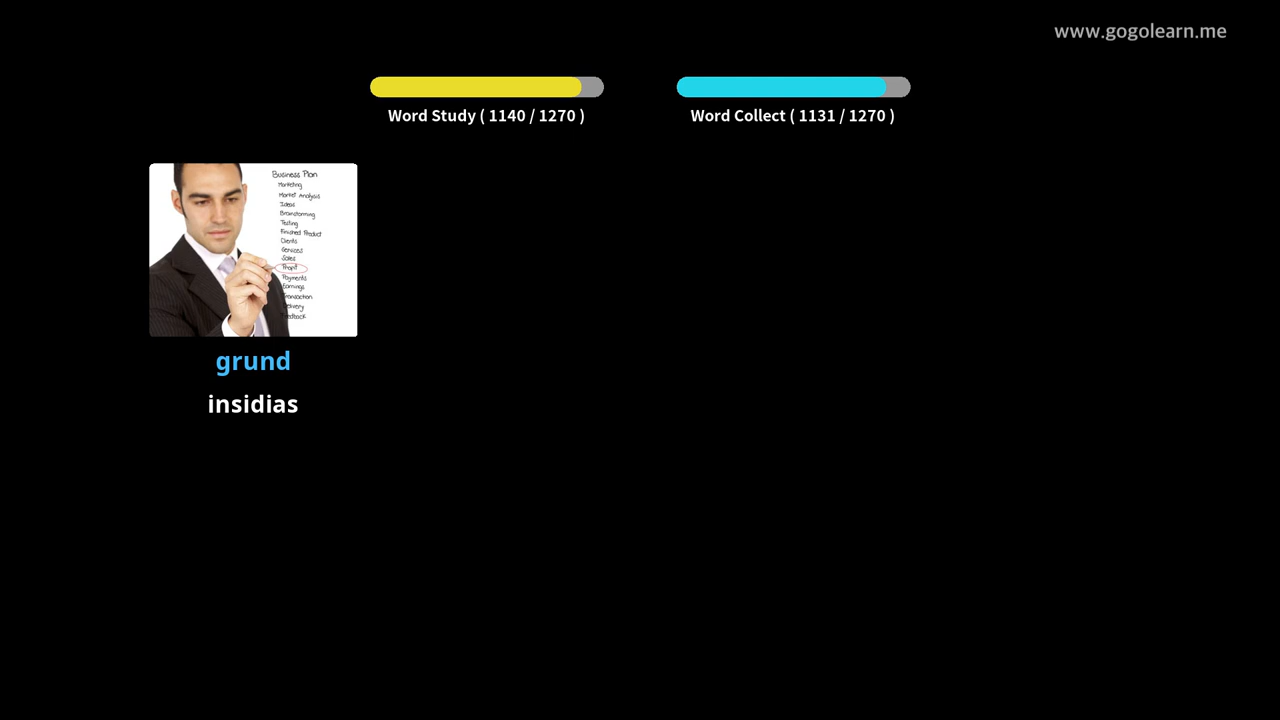 www.gogolearn.me
Word Study ( 1140 / 1270 )
Word Collect ( 1131 / 1270 )
Business Plan
Marketing
Market Analysis
Ideas
Brainstorming
Testing
Finished Product
Clients
Services
Sales
Profit
Payments
Earnings
Transaction
Delivery
Feedback
grund
insidias